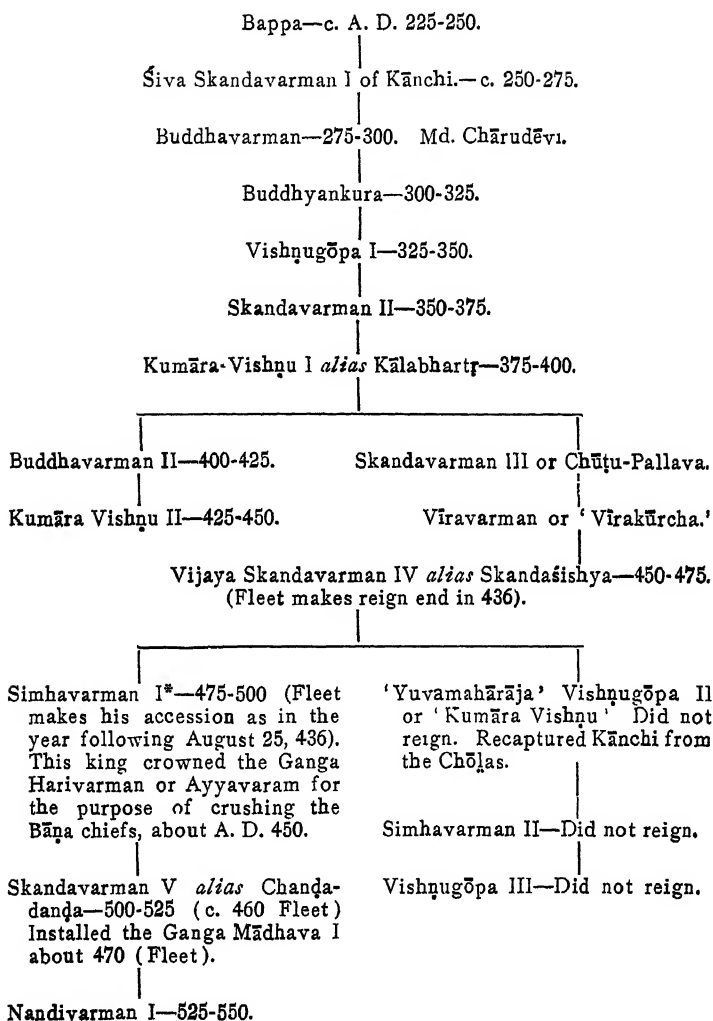 Bappa—c. A. D. 225-250.
Śiva Skandavarman I of Kānchi.—c. 250-275.
Buddhavarman—275-300. Md. Chārudēvi.
Buddhyankura—300-325.
Vishṇugōpa I—325-350.
Skandavarman II—350-375.
Kumāra-Vishṇu I alias Kālabhartṛ—375-400.
Buddhavarman II—400-425.
Skandavarman III or Chūṭu-Pallava.
Kumāra Vishṇu II—425-450.
Vīravarman or ‘Vīrakūrcha.’
Vijaya Skandavarman IV alias Skandaśishya—450-475.
(Fleet makes reign end in 436).
Simhavarman I*—475-500 (Fleet
makes his accession as in the
year following August 25, 436).
This king crowned the Ganga
Harivarman or Ayyavaram for
the purpose of crushing the
Bāṇa chiefs, about A. D. 450.
‘Yuvamahārāja’ Vishṇugōpa II
or ‘Kumāra Vishṇu’ Did not
reign. Recaptured Kānchi from
the Chōḻas.
Simhavarman II—Did not reign.
Skandavarman V alias Chaṇḍa-
daṇḍa—500-525 (c. 460 Fleet)
Installed the Ganga Mādhava I
about 470 (Fleet).
Vishṇugōpa III—Did not reign.
Nandivarman I—525-550.